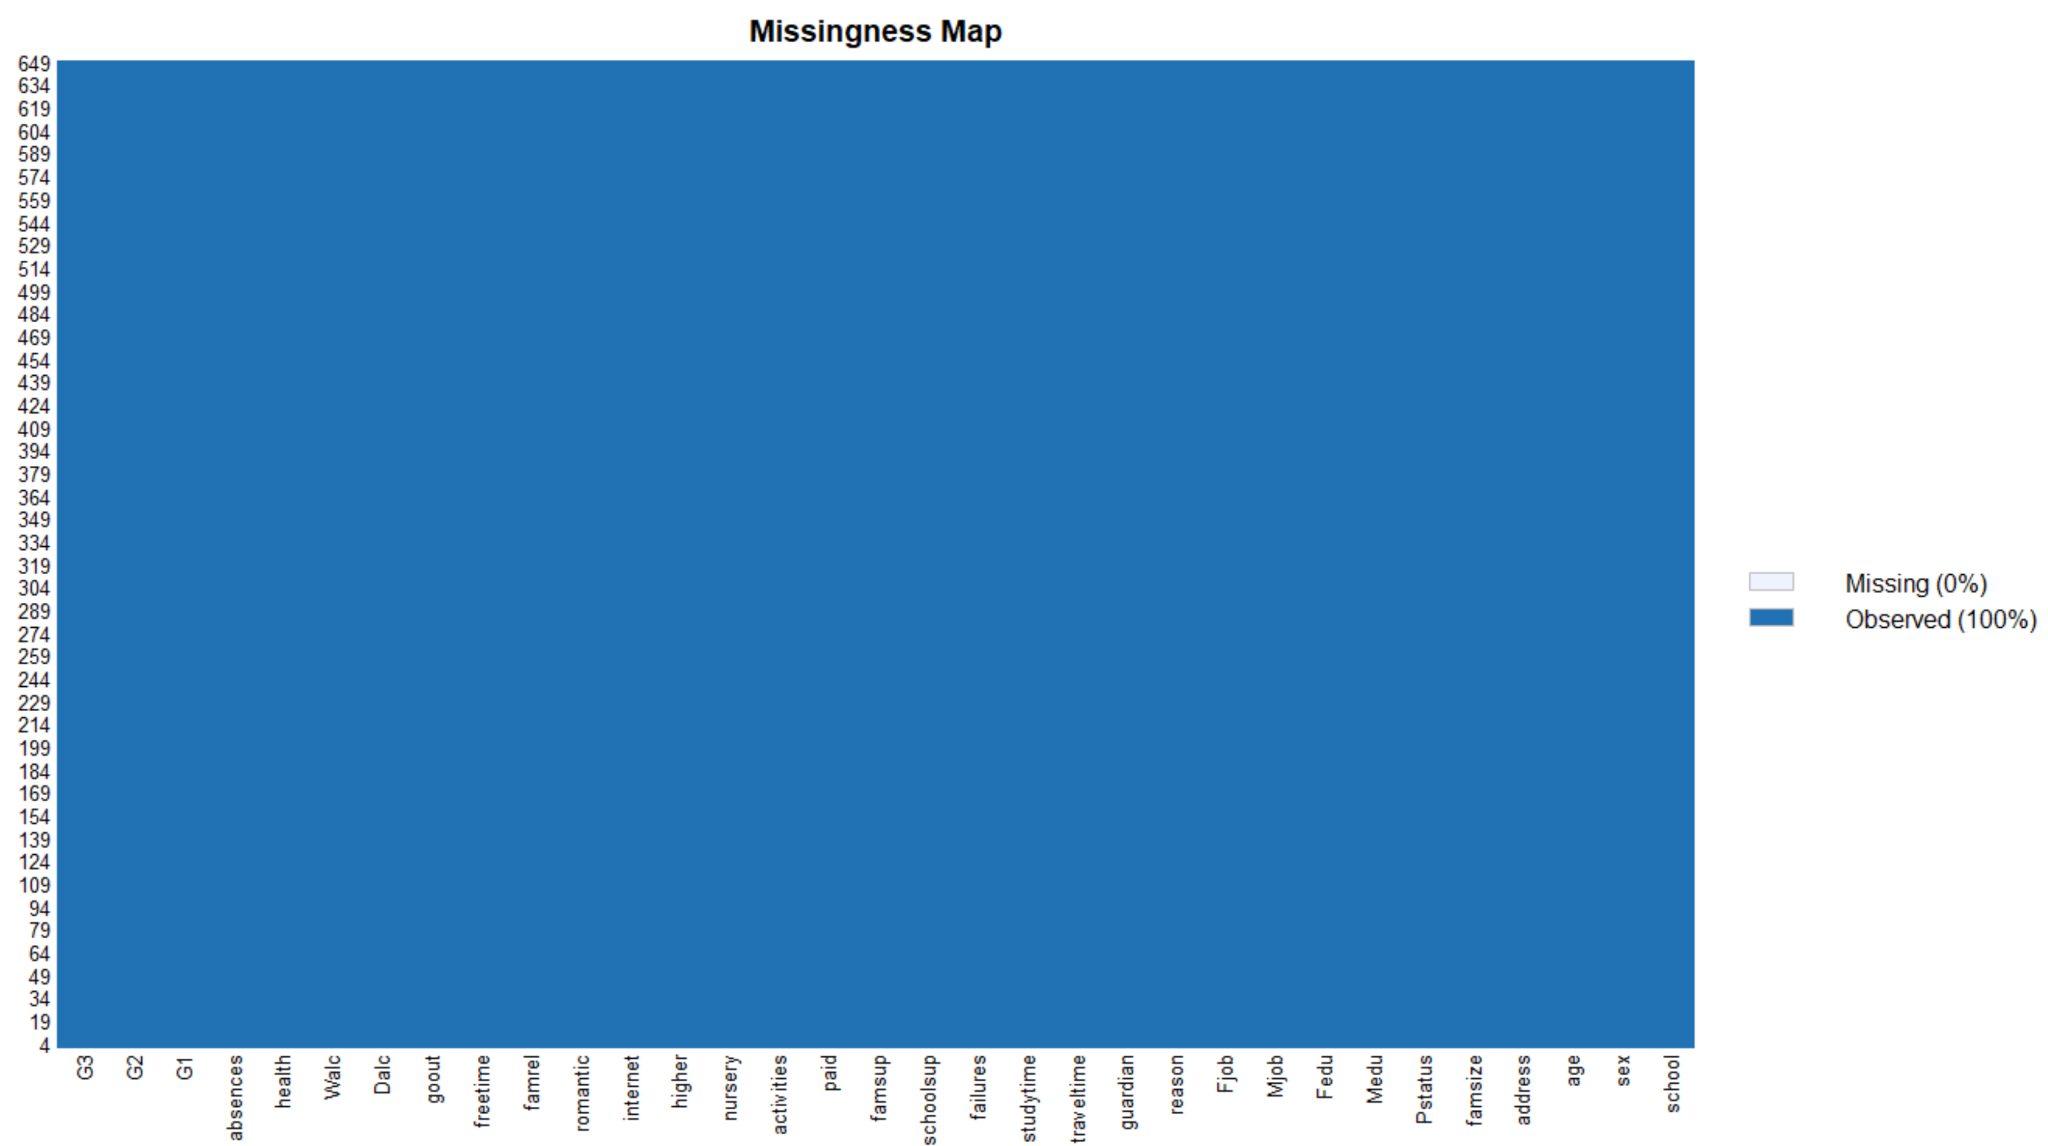 Missingness Map
649
634
619
604
589
574
559
544
529
514
499
484
469
454
439
424
409
394
379
364
349
334
319
304
289
274
259
244
229
214
199
184
169
154
139
124
109
94
79
64
49
34
19
4
G3
G2
G1
absences
health
Walc
Dalc
goout
freetime
famrel
romantic
internet
higher
nursery
activities
paid
famsup
schoolsup
failures
studytime
traveltime
guardian
reason
Fjob
Mjob
Fedu
Medu
Pstatus
famsize
address
age
sex
school
Missing (0%)
Observed (100%)